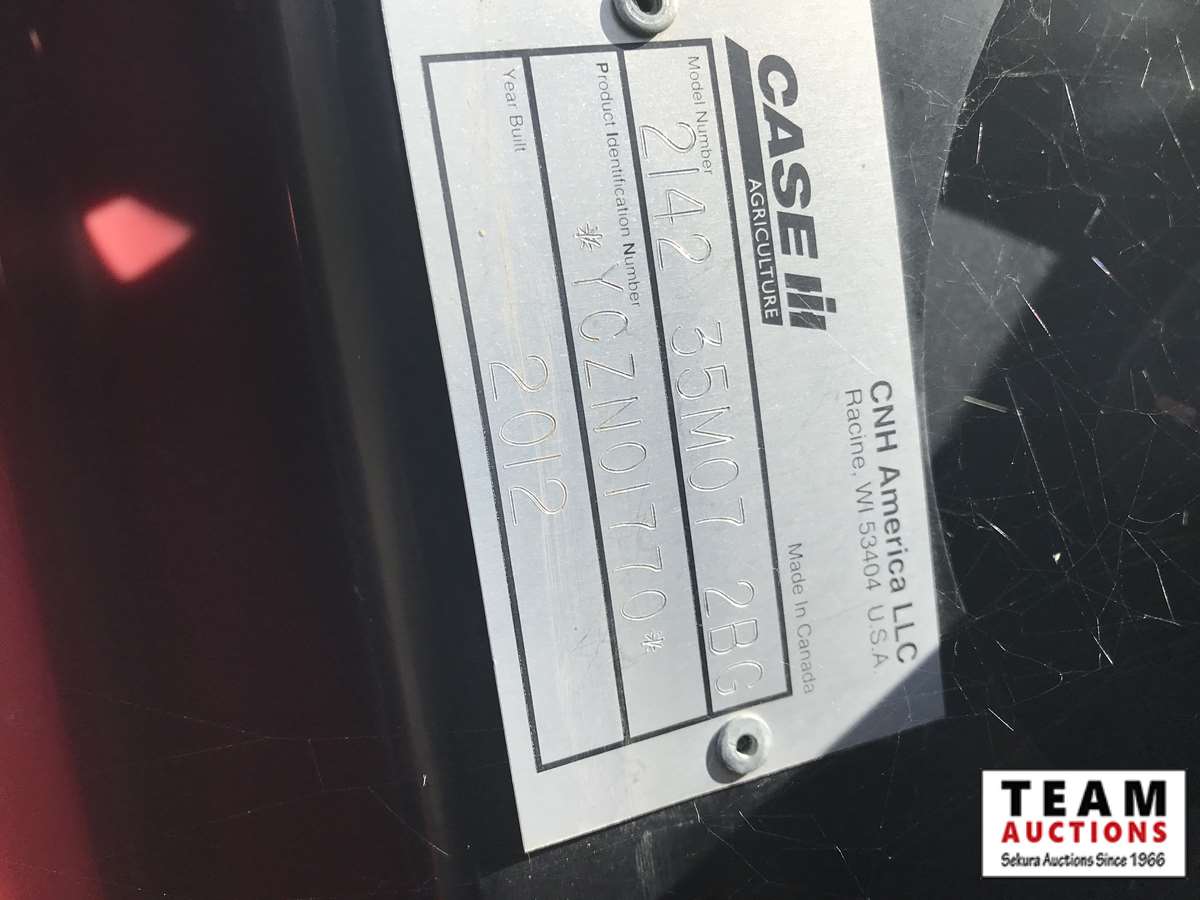 CASE IH
AGRICULTURE
CNH America LLC
Racine, WI 53404 U.S.A.
Made In Canada
Model Number
2142 35M07 2BG
Product Identification Number
*YCZN01770*
Year Built
2012
TEAM
AUCTIONS
Sekura Auctions Since 1966